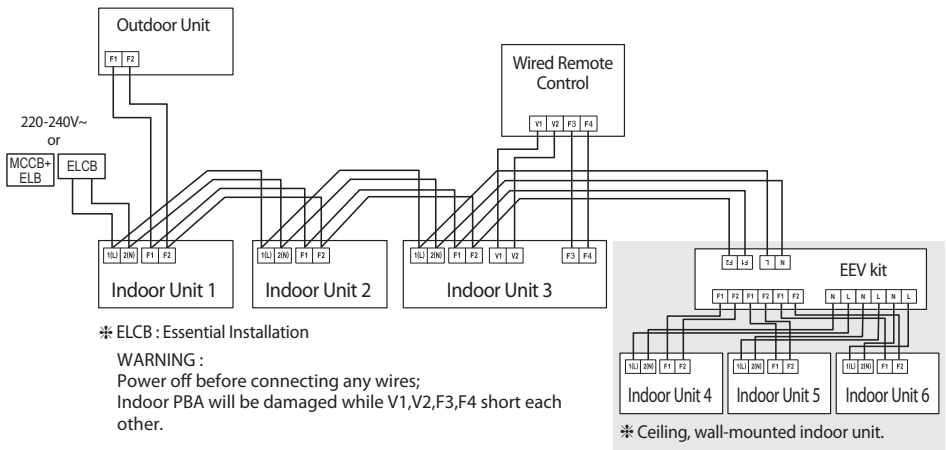 Outdoor Unit
F1 F2
Wired Remote
Control
V1 V2 F3 F4
220-240V~
or
MCCB+
ELB
ELCB
1(L) 2(N) F1 F2
Indoor Unit 1
1(L) 2(N) F1 F2
Indoor Unit 2
1(L) 2(N) F1 F2 V1 V2 F3 F4
Indoor Unit 3
F2 F1 L N
EEV kit
F1 F2 F1 F2 F1 F2 N L N L N L
1(L) 2(N) F1 F2
Indoor Unit 4
1(L) 2(N) F1 F2
Indoor Unit 5
1(L) 2(N) F1 F2
Indoor Unit 6
❈ Ceiling, wall-mounted indoor unit.
❈ ELCB : Essential Installation
WARNING :
Power off before connecting any wires;
Indoor PBA will be damaged while V1,V2,F3,F4 short each
other.